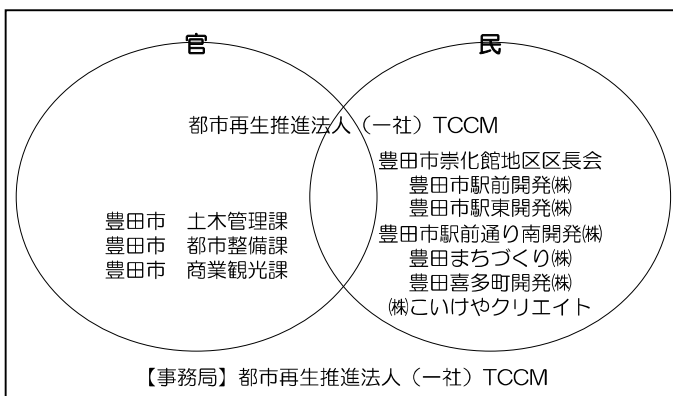 官
民
都市再生推進法人（一社）TCCM
豊田市　土木管理課
豊田市　都市整備課
豊田市　商業観光課
豊田市崇化館地区区長会
豊田市駅前開発㈱
豊田市駅東開発㈱
豊田市駅前通り南開発㈱
豊田まちづくり㈱
豊田喜多町開発㈱
㈱こいけやクリエイト
【事務局】都市再生推進法人（一社）TCCM